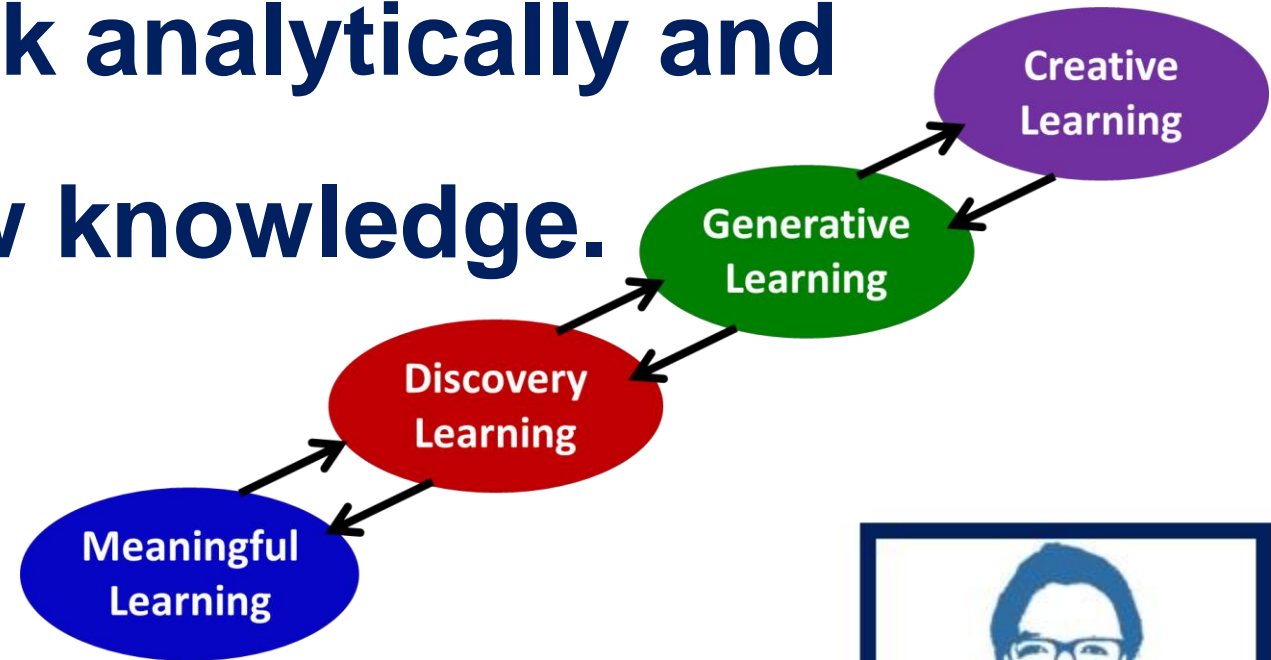 k analytically and
knowledge.
Creative
Learning
Generative
Learning
Discovery
Learning
Meaningful
Learning